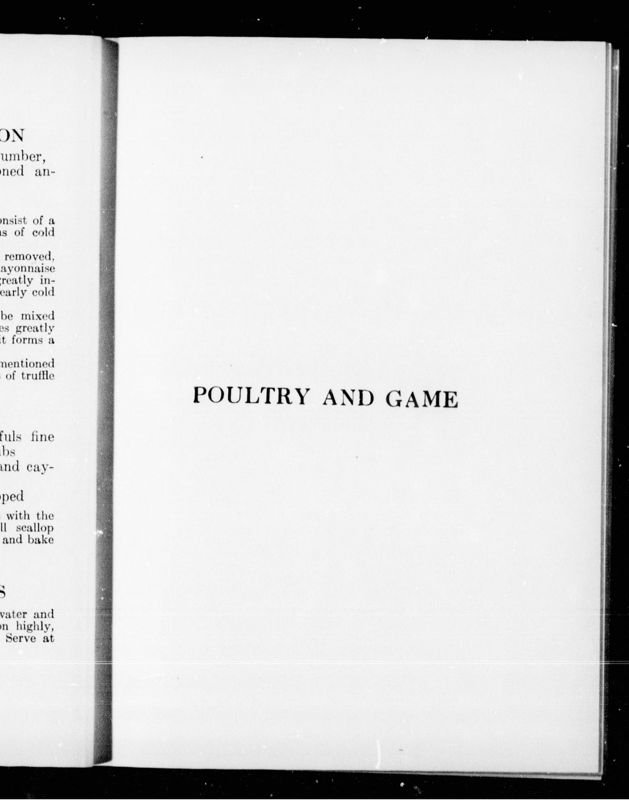 ON
umber,
oned an-
onsist of a
ns of cold
removed,
ayonnaise
greatly in-
early cold
be mixed
es greatly
it forms a
mentioned
of truffle
fuls fine
bs
and cay-
pped
with the
ll scallop
and bake
S
water and
on highly,
Serve at
POULTRY AND GAME